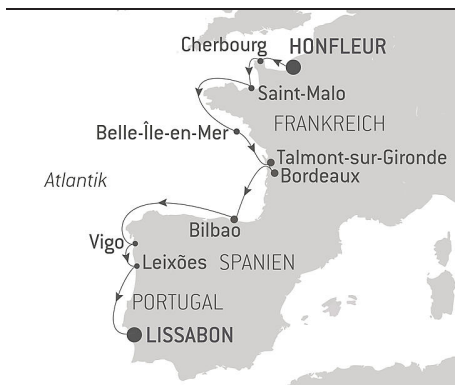 Cherbourg
HONFLEUR
Saint-Malo
FRANKREICH
Belle-Île-en-Mer
Talmont-sur-Gironde
Bordeaux
Atlantik
Bilbao
Vigo
Leixões
SPANIEN
PORTUGAL
LISSABON